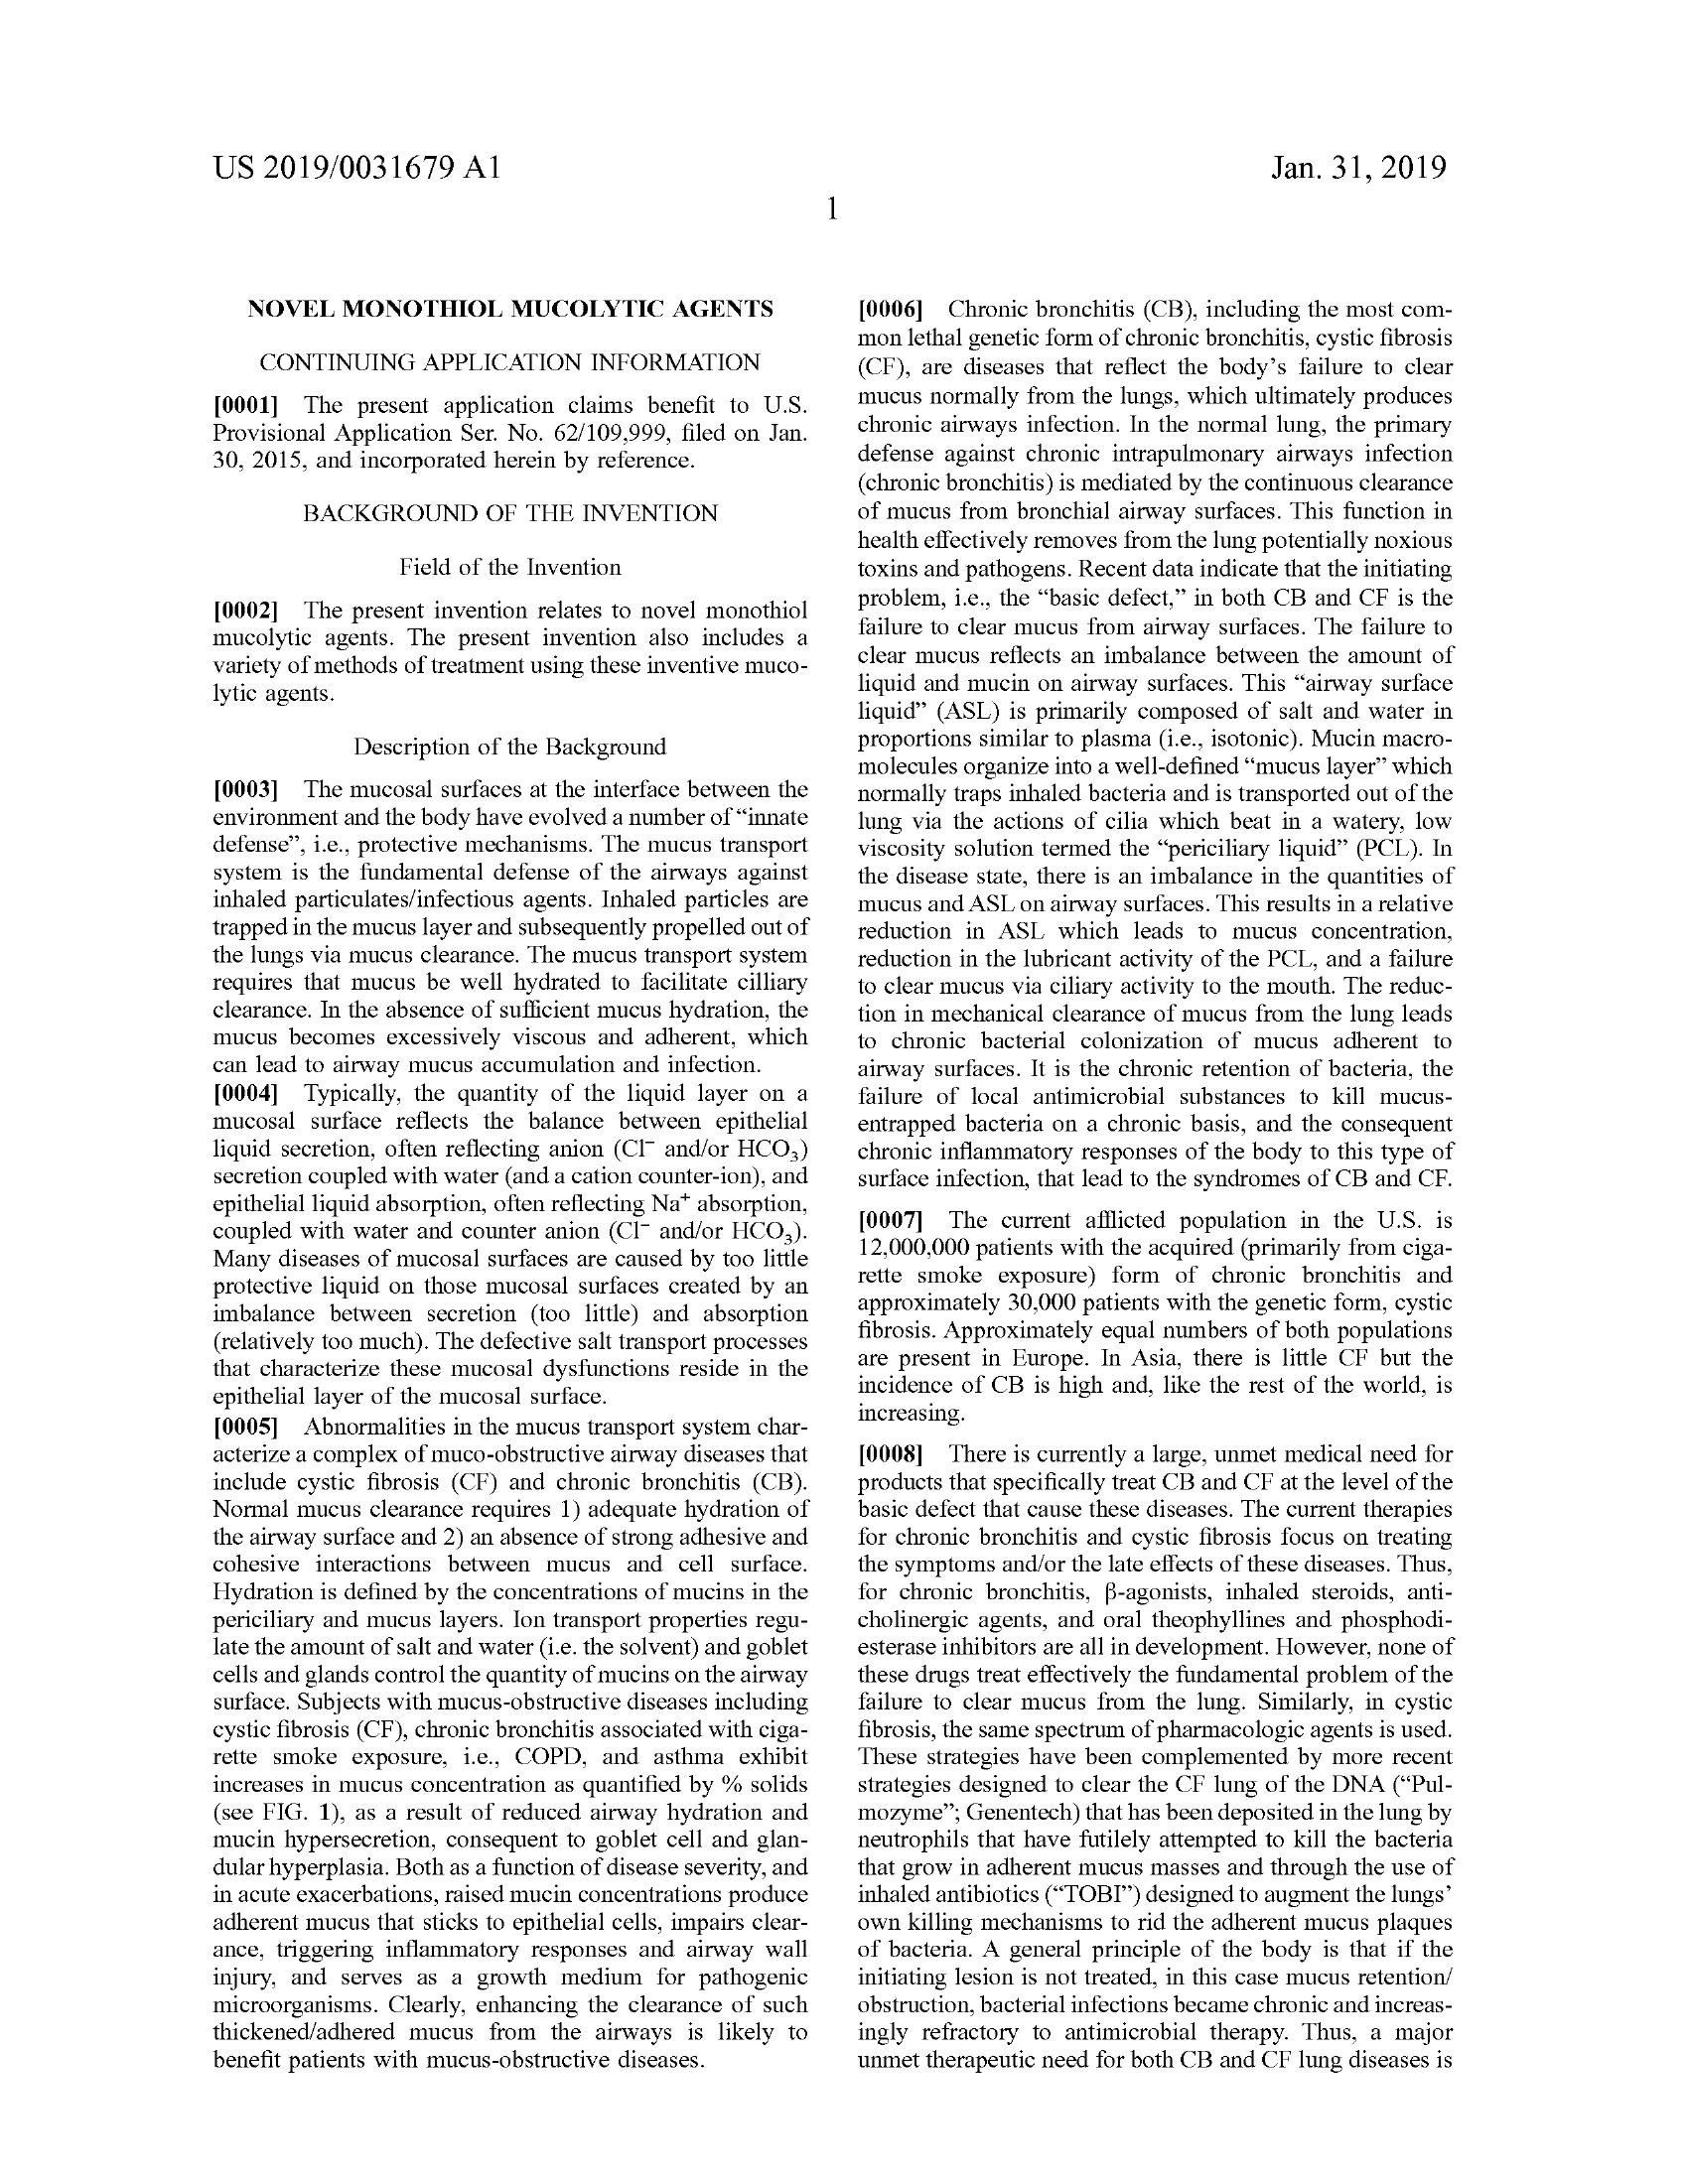 US 2019/0031679 A1
Jan. 31, 2019
1
NOVEL MONOTHIOL MUCOLYTIC AGENTS
CONTINUING APPLICATION INFORMATION
[0001] The present application claims benefit to U.S.
Provisional Application Ser. No. 62/109,999, filed on Jan.
30, 2015, and incorporated herein by reference.
BACKGROUND OF THE INVENTION
Field of the Invention
[0002] The present invention relates to novel monothiol
mucolytic agents. The present invention also includes a
variety of methods of treatment using these inventive muco-
lytic agents.
Description of the Background
[0003] The mucosal surfaces at the interface between the
environment and the body have evolved a number of “innate
defense”, i.e., protective mechanisms. The mucus transport
system is the fundamental defense of the airways against
inhaled particulates/infectious agents. Inhaled particles are
trapped in the mucus layer and subsequently propelled out of
the lungs via mucus clearance. The mucus transport system
requires that mucus be well hydrated to facilitate cilliary
clearance. In the absence of sufficient mucus hydration, the
mucus becomes excessively viscous and adherent, which
can lead to airway mucus accumulation and infection.
[0004] Typically, the quantity of the liquid layer on a
mucosal surface reflects the balance between epithelial
liquid secretion, often reflecting anion (Cl⁻ and/or HCO₃)
secretion coupled with water (and a cation counter-ion), and
epithelial liquid absorption, often reflecting Na⁺ absorption,
coupled with water and counter anion (Cl⁻ and/or HCO₃).
Many diseases of mucosal surfaces are caused by too little
protective liquid on those mucosal surfaces created by an
imbalance between secretion (too little) and absorption
(relatively too much). The defective salt transport processes
that characterize these mucosal dysfunctions reside in the
epithelial layer of the mucosal surface.
[0005] Abnormalities in the mucus transport system char-
acterize a complex of muco-obstructive airway diseases that
include cystic fibrosis (CF) and chronic bronchitis (CB).
Normal mucus clearance requires 1) adequate hydration of
the airway surface and 2) an absence of strong adhesive and
cohesive interactions between mucus and cell surface.
Hydration is defined by the concentrations of mucins in the
periciliary and mucus layers. Ion transport properties regu-
late the amount of salt and water (i.e. the solvent) and goblet
cells and glands control the quantity of mucins on the airway
surface. Subjects with mucus-obstructive diseases including
cystic fibrosis (CF), chronic bronchitis associated with ciga-
rette smoke exposure, i.e., COPD, and asthma exhibit
increases in mucus concentration as quantified by % solids
(see FIG. 1), as a result of reduced airway hydration and
mucin hypersecretion, consequent to goblet cell and glan-
dular hyperplasia. Both as a function of disease severity, and
in acute exacerbations, raised mucin concentrations produce
adherent mucus that sticks to epithelial cells, impairs clear-
ance, triggering inflammatory responses and airway wall
injury, and serves as a growth medium for pathogenic
microorganisms. Clearly, enhancing the clearance of such
thickened/adhered mucus from the airways is likely to
benefit patients with mucus-obstructive diseases.
[0006] Chronic bronchitis (CB), including the most com-
mon lethal genetic form of chronic bronchitis, cystic fibrosis
(CF), are diseases that reflect the body’s failure to clear
mucus normally from the lungs, which ultimately produces
chronic airways infection. In the normal lung, the primary
defense against chronic intrapulmonary airways infection
(chronic bronchitis) is mediated by the continuous clearance
of mucus from bronchial airway surfaces. This function in
health effectively removes from the lung potentially noxious
toxins and pathogens. Recent data indicate that the initiating
problem, i.e., the “basic defect,” in both CB and CF is the
failure to clear mucus from airway surfaces. The failure to
clear mucus reflects an imbalance between the amount of
liquid and mucin on airway surfaces. This “airway surface
liquid” (ASL) is primarily composed of salt and water in
proportions similar to plasma (i.e., isotonic). Mucin macro-
molecules organize into a well-defined “mucus layer” which
normally traps inhaled bacteria and is transported out of the
lung via the actions of cilia which beat in a watery, low
viscosity solution termed the “periciliary liquid” (PCL). In
the disease state, there is an imbalance in the quantities of
mucus and ASL on airway surfaces. This results in a relative
reduction in ASL which leads to mucus concentration,
reduction in the lubricant activity of the PCL, and a failure
to clear mucus via ciliary activity to the mouth. The reduc-
tion in mechanical clearance of mucus from the lung leads
to chronic bacterial colonization of mucus adherent to
airway surfaces. It is the chronic retention of bacteria, the
failure of local antimicrobial substances to kill mucus-
entrapped bacteria on a chronic basis, and the consequent
chronic inflammatory responses of the body to this type of
surface infection, that lead to the syndromes of CB and CF.
[0007] The current afflicted population in the U.S. is
12,000,000 patients with the acquired (primarily from ciga-
rette smoke exposure) form of chronic bronchitis and
approximately 30,000 patients with the genetic form, cystic
fibrosis. Approximately equal numbers of both populations
are present in Europe. In Asia, there is little CF but the
incidence of CB is high and, like the rest of the world, is
increasing.
[0008] There is currently a large, unmet medical need for
products that specifically treat CB and CF at the level of the
basic defect that cause these diseases. The current therapies
for chronic bronchitis and cystic fibrosis focus on treating
the symptoms and/or the late effects of these diseases. Thus,
for chronic bronchitis, β-agonists, inhaled steroids, anti-
cholinergic agents, and oral theophyllines and phosphodi-
esterase inhibitors are all in development. However, none of
these drugs treat effectively the fundamental problem of the
failure to clear mucus from the lung. Similarly, in cystic
fibrosis, the same spectrum of pharmacologic agents is used.
These strategies have been complemented by more recent
strategies designed to clear the CF lung of the DNA (“Pul-
mozyme”; Genentech) that has been deposited in the lung by
neutrophils that have futilely attempted to kill the bacteria
that grow in adherent mucus masses and through the use of
inhaled antibiotics (“TOBI”) designed to augment the lungs’
own killing mechanisms to rid the adherent mucus plaques
of bacteria. A general principle of the body is that if the
initiating lesion is not treated, in this case mucus retention/
obstruction, bacterial infections became chronic and increas-
ingly refractory to antimicrobial therapy. Thus, a major
unmet therapeutic need for both CB and CF lung diseases is